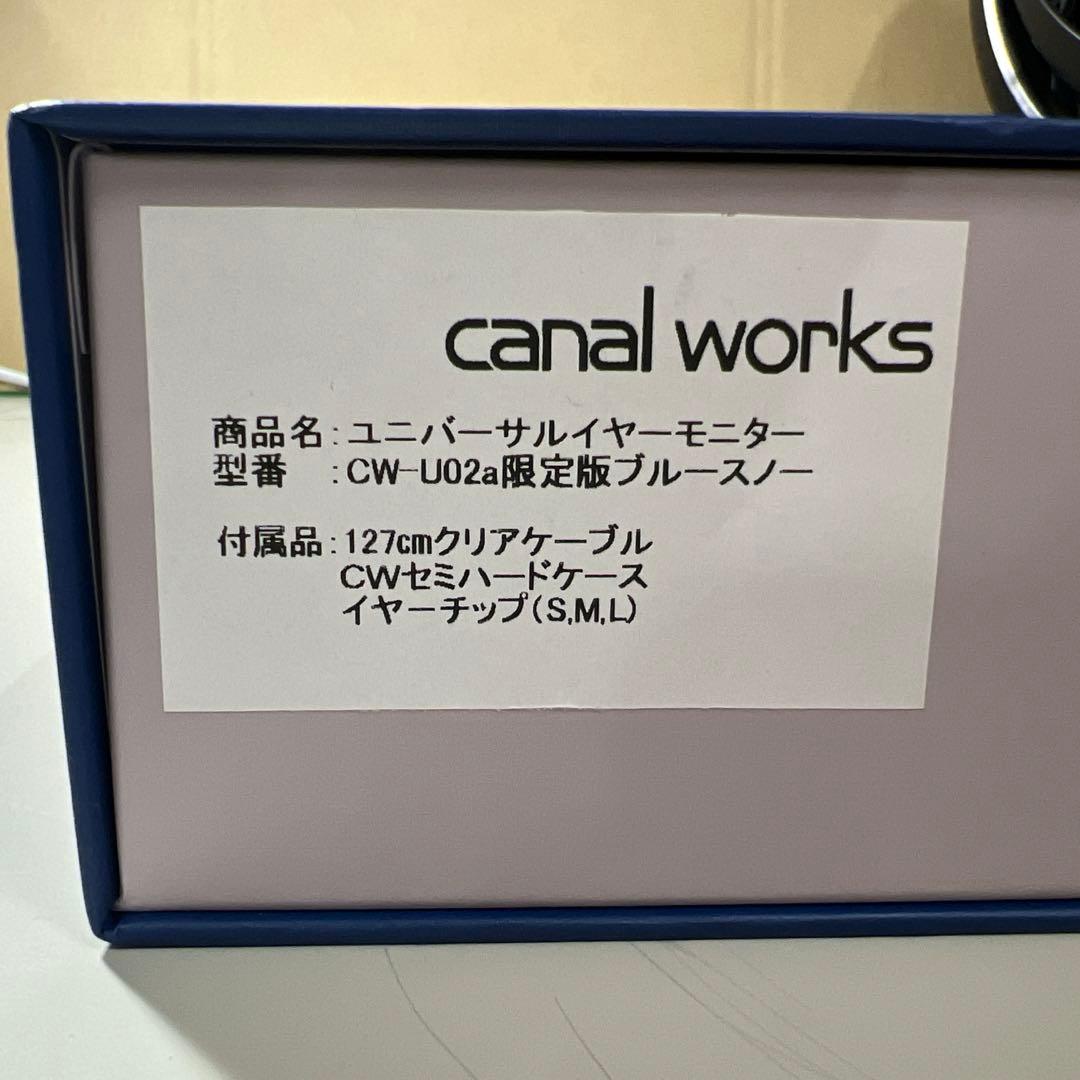 canal works
商品名:ユニバーサルイヤーモニター
型番　:CW-U02a限定版ブルースノー
付属品:127cmクリアケーブル
CWセミハードケース
イヤーチップ(S,M,L)